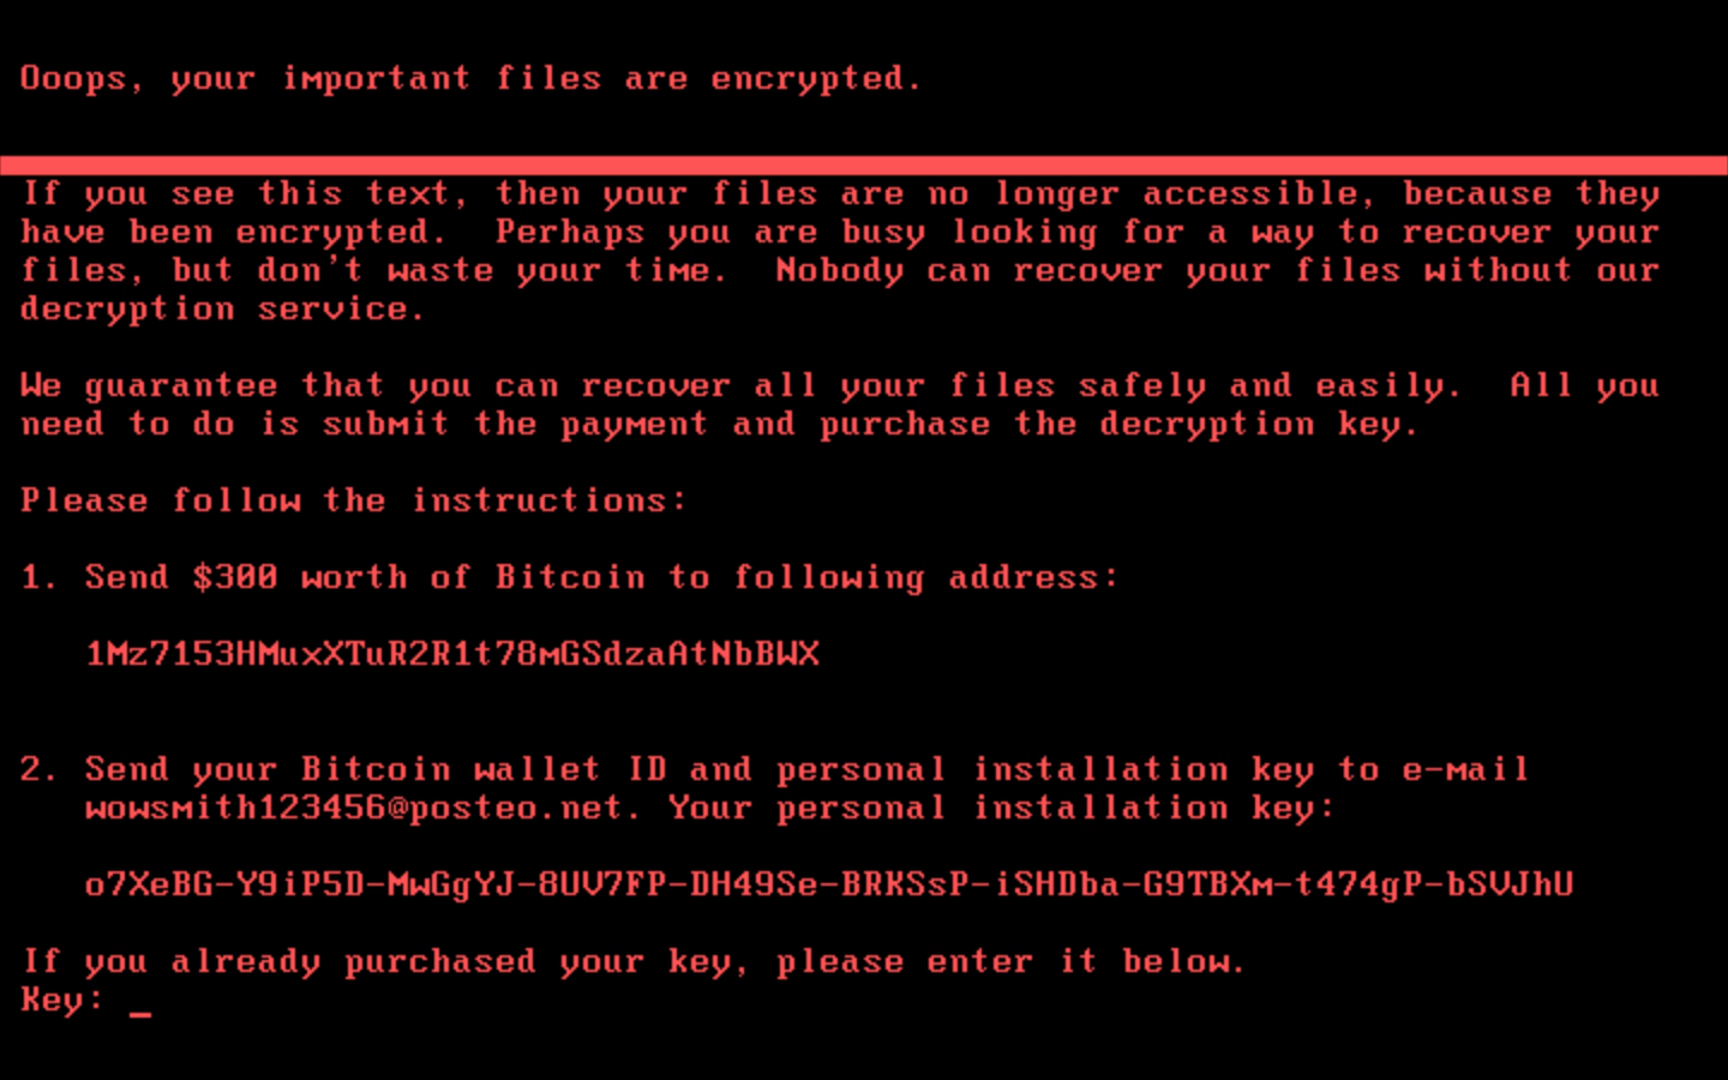 Ooops, your important files are encrypted.
If you see this text, then your files are no longer accessible, because they
have been encrypted.  Perhaps you are busy looking for a way to recover your
files, but don't waste your time.  Nobody can recover your files without our
decryption service.
We guarantee that you can recover all your files safely and easily.  All you
need to do is submit the payment and purchase the decryption key.
Please follow the instructions:
1. Send $300 worth of Bitcoin to following address:
1Mz7153HMuxXTuR2R1t78mGSdzaAtNbBWX
2. Send your Bitcoin wallet ID and personal installation key to e-mail
wowsmith123456@posteo.net. Your personal installation key:
o7XeBG-Y9iP5D-MwGgYJ-8UV7FP-DH49Se-BRKSsP-iSHDba-G9TBXm-t474gP-bSVJhU
If you already purchased your key, please enter it below.
Key: _